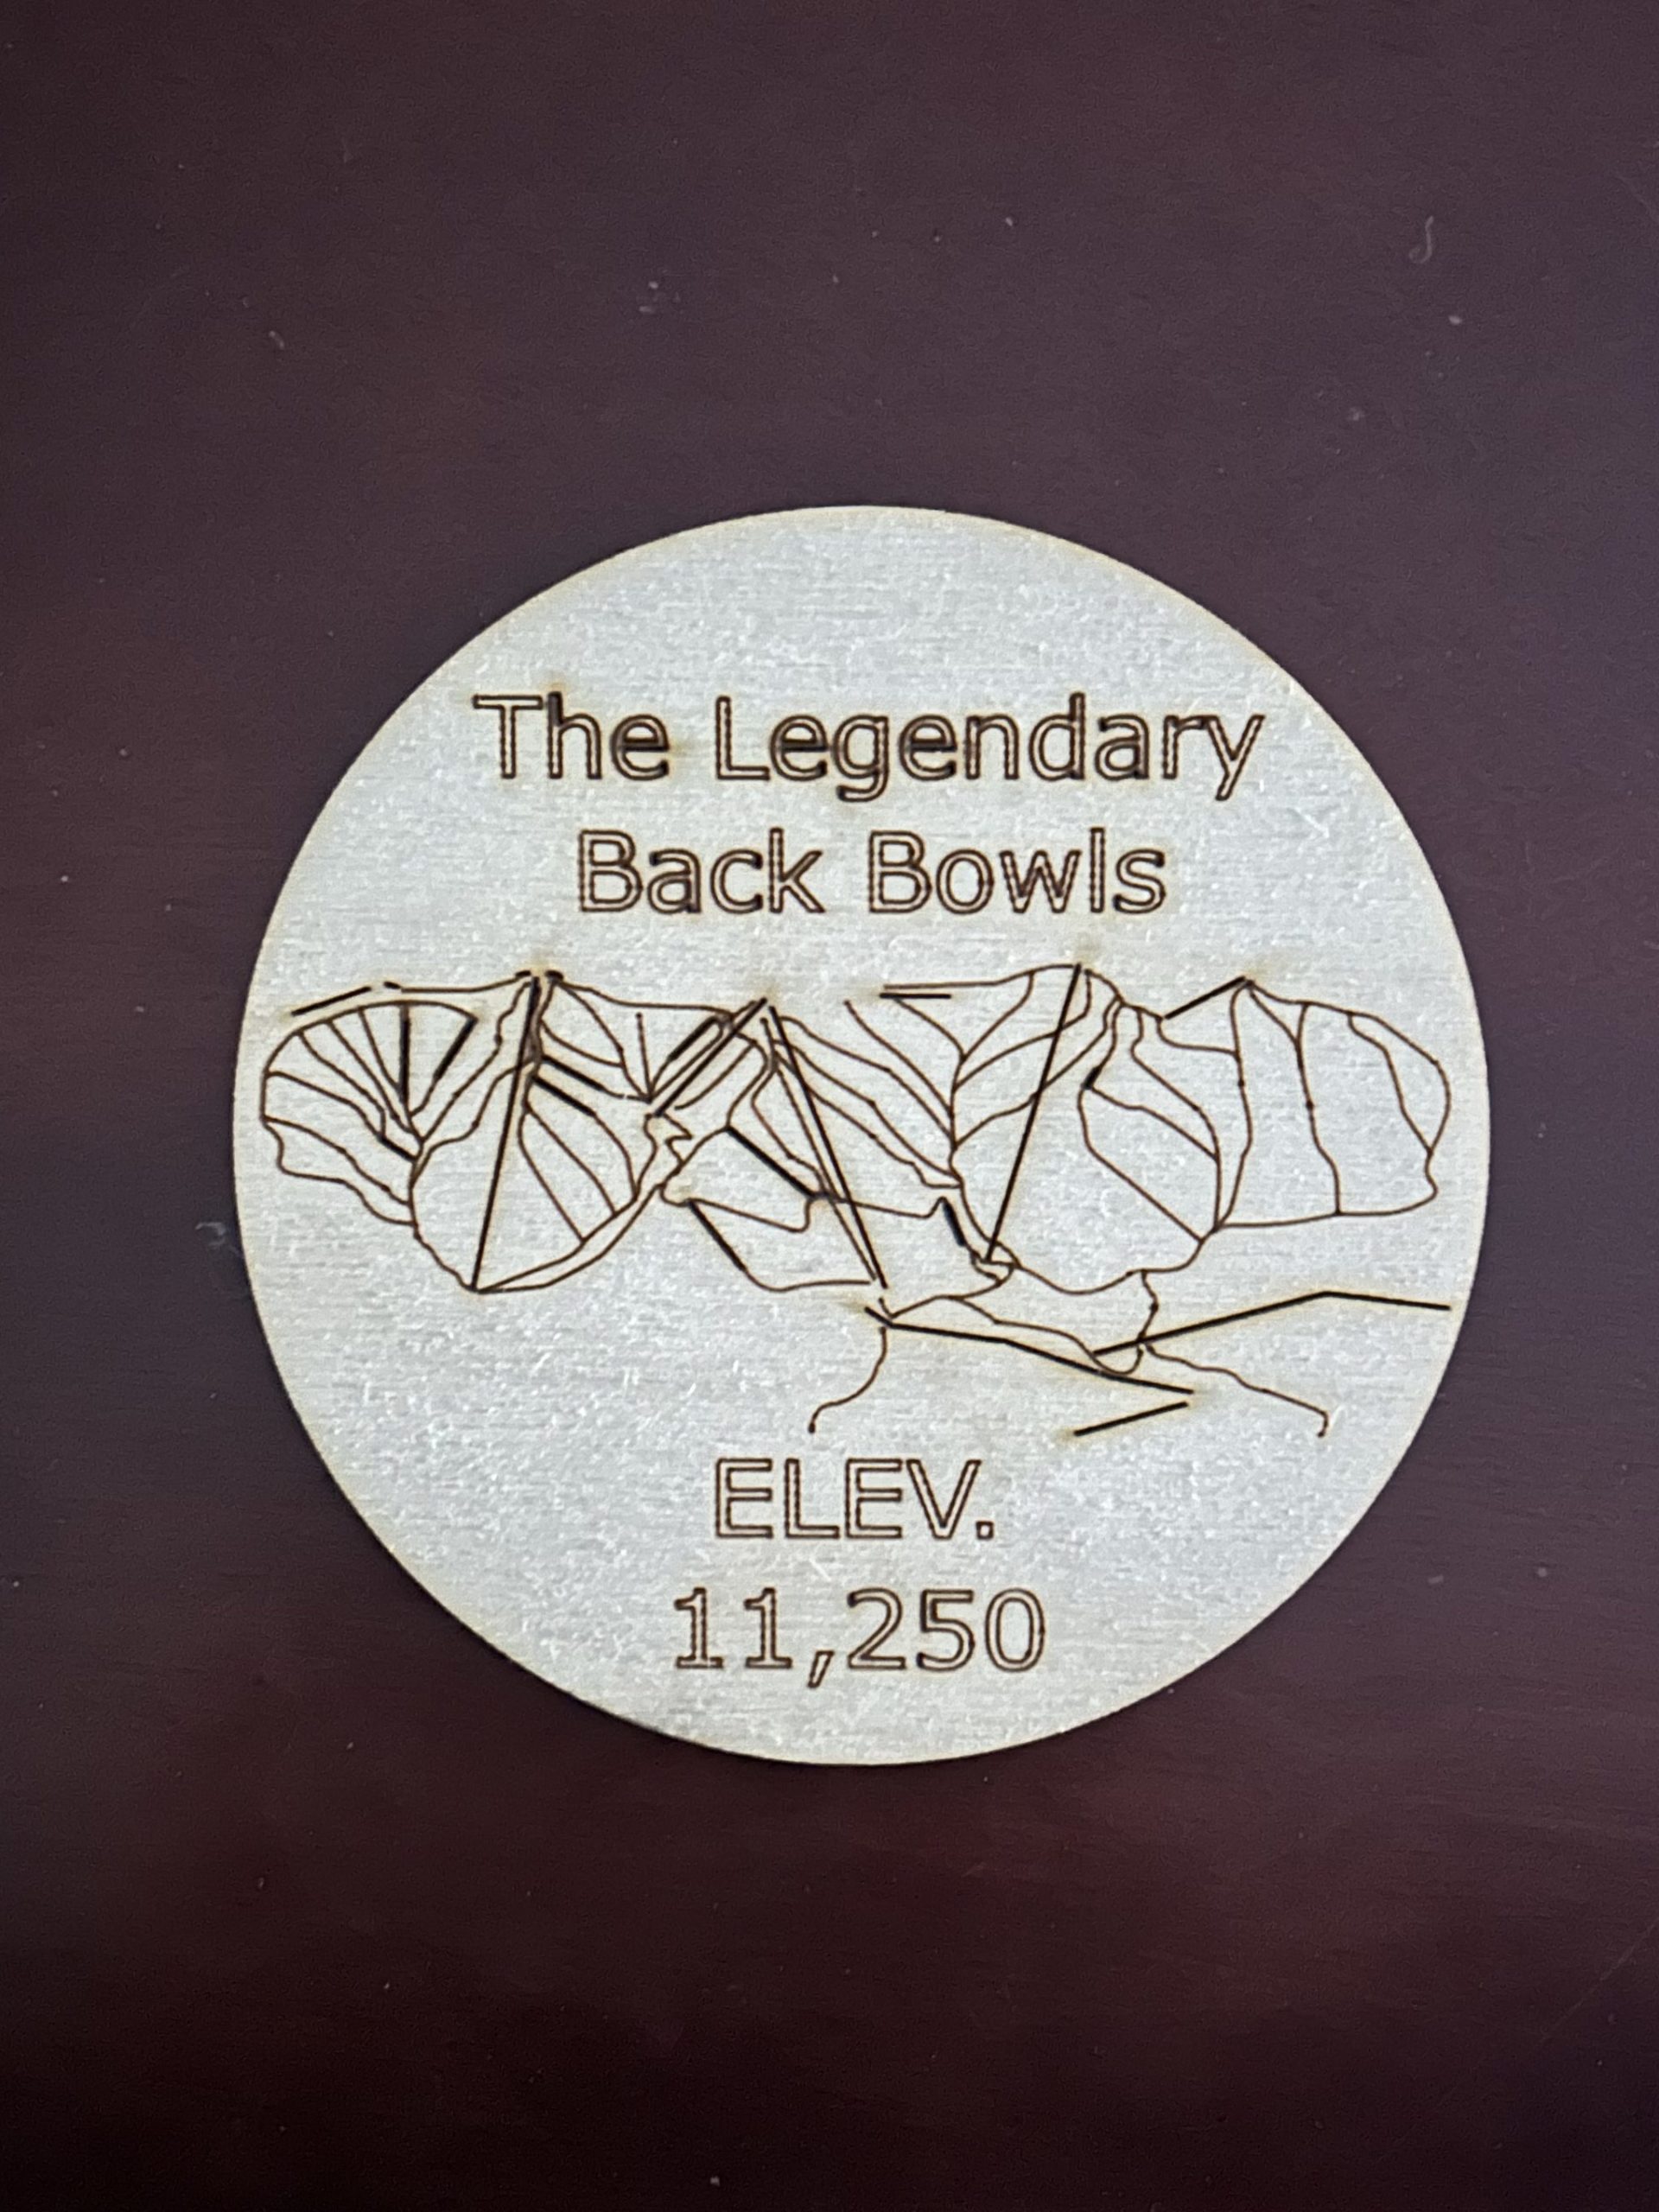 The Legendary
Back Bowls
ELEV.
11,250